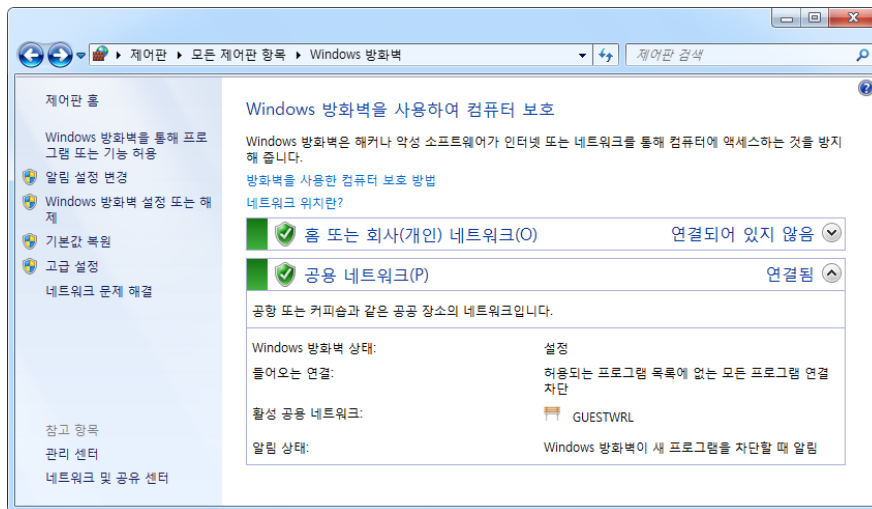 제어판 ▸ 모든 제어판 항목 ▸ Windows 방화벽
제어판 검색
제어판 홈
Windows 방화벽을 통해 프로
그램 또는 기능 허용
알림 설정 변경
Windows 방화벽 설정 또는 해
제
기본값 복원
고급 설정
네트워크 문제 해결
참고 항목
관리 센터
네트워크 및 공유 센터
Windows 방화벽을 사용하여 컴퓨터 보호
Windows 방화벽은 해커나 악성 소프트웨어가 인터넷 또는 네트워크를 통해 컴퓨터에 액세스하는 것을 방지
해 줍니다.
방화벽을 사용한 컴퓨터 보호 방법
네트워크 위치란?
홈 또는 회사(개인) 네트워크(O) 연결되어 있지 않음
공용 네트워크(P) 연결됨
공항 또는 커피숍과 같은 공공 장소의 네트워크입니다.
Windows 방화벽 상태: 설정
들어오는 연결: 허용되는 프로그램 목록에 없는 모든 프로그램 연결
차단
활성 공용 네트워크: GUESTWRL
알림 상태: Windows 방화벽이 새 프로그램을 차단할 때 알림